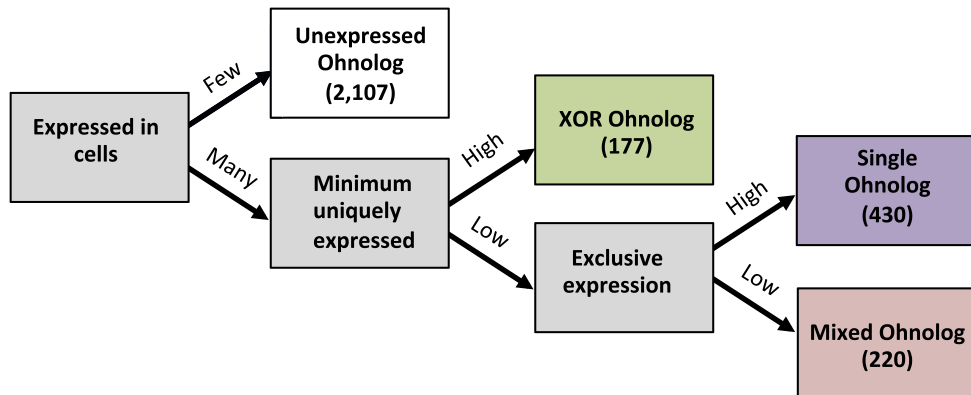 Expressed in
cells
Few
Many
Unexpressed
Ohnolog
(2,107)
Minimum
uniquely
expressed
High
Low
XOR Ohnolog
(177)
Exclusive
expression
High
Low
Single
Ohnolog
(430)
Mixed Ohnolog
(220)